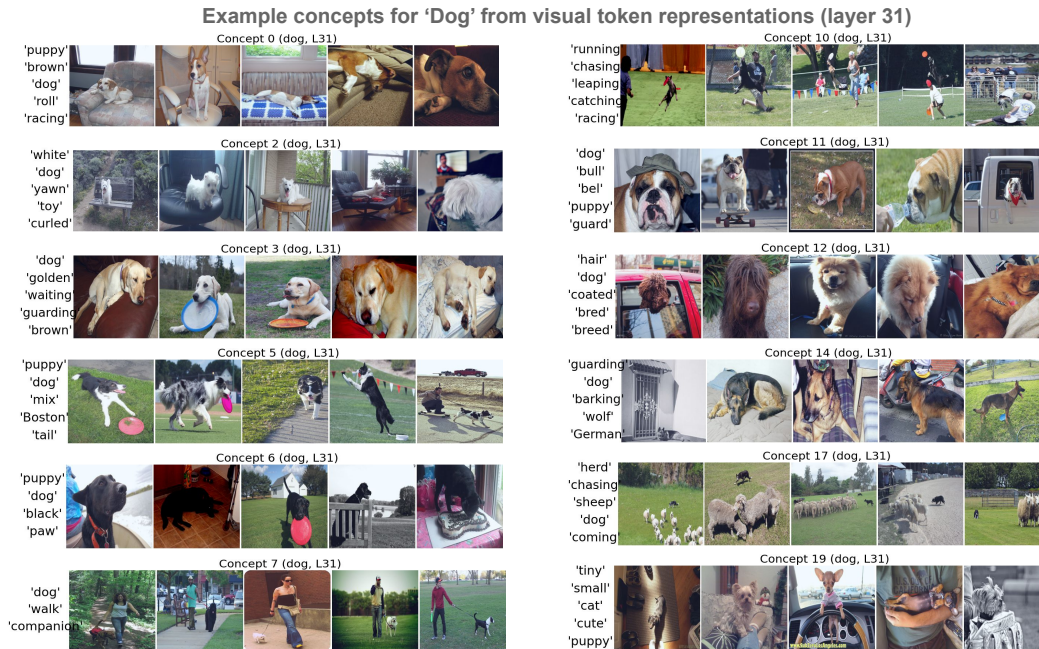 Example concepts for ‘Dog’ from visual token representations (layer 31)
Concept 0 (dog, L31)
'puppy'
'brown'
'dog'
'roll'
'racing'
Concept 2 (dog, L31)
'white'
'dog'
'yawn'
'toy'
'curled'
Concept 3 (dog, L31)
'dog'
'golden'
'waiting'
'guarding
'brown'
Concept 5 (dog, L31)
'puppy'
'dog'
'mix'
'Boston'
'tail'
Concept 6 (dog, L31)
'puppy'
'dog'
'black'
'paw'
Concept 7 (dog, L31)
'dog'
'walk'
'companion'
Concept 10 (dog, L31)
'running
'chasing
'leaping
'catching
'racing'
Concept 11 (dog, L31)
'dog'
'bull'
'bel'
'puppy'
'guard'
Concept 12 (dog, L31)
'hair'
'dog'
'coated'
'bred'
'breed'
Concept 14 (dog, L31)
'guarding'
'dog'
'barking'
'wolf'
'German'
Concept 17 (dog, L31)
'herd'
'chasing'
'sheep'
'dog'
'coming'
Concept 19 (dog, L31)
'tiny'
'small'
'cat'
'cute'
'puppy'